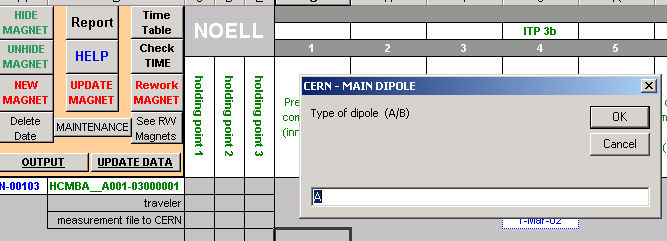 HIDE MAGNET
Report
Time Table
NOELL
ITP 3b
UNHIDE MAGNET
HELP
Check TIME
1 2 3 4 5
NEW MAGNET
UPDATE MAGNET
Rework MAGNET
holding point 1
holding point 2
holding point 3
CERN - MAIN DIPOLE
Type of dipole (A/B)
OK
Cancel
Delete Date
MAINTENANCE
See RW Magnets
OUTPUT
UPDATE DATA
N-00103 HCMBA__A001-03000001
traveler
measurement file to CERN
A
1-Mar-02